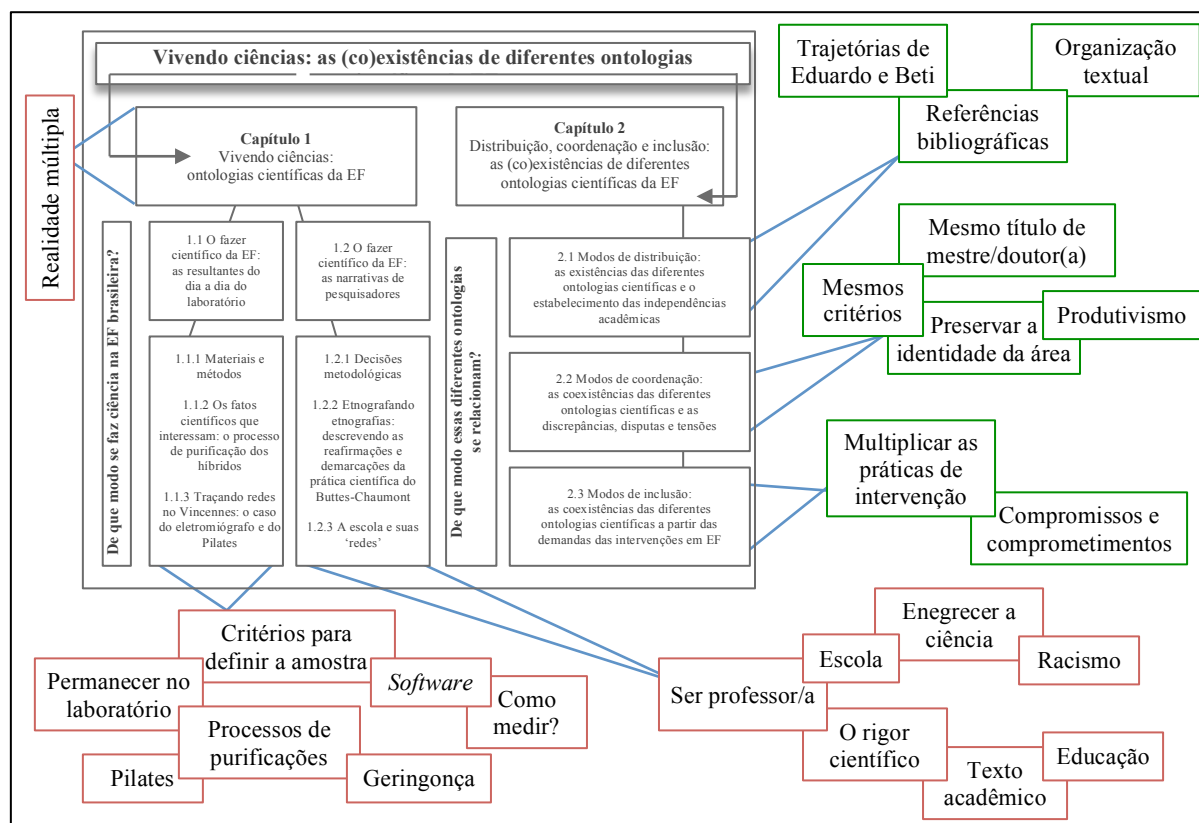 Vivendo ciências: as (co)existências de diferentes ontologias
Realidade múltipla
Capítulo 1
Vivendo ciências:
ontologias científicas da EF
Capítulo 2
Distribuição, coordenação e inclusão:
as (co)existências de diferentes
ontologias científicas da EF
De que modo se faz ciência na EF brasileira?
1.1 O fazer
científico da EF:
as resultantes do
dia a dia do
laboratório
1.2 O fazer
científico da EF:
as narrativas de
pesquisadores
1.1.1 Materiais e
métodos
1.1.2 Os fatos
científicos que
interessam: o processo
de purificação dos
híbridos
1.1.3 Traçando redes
no Vincennes: o caso
do eletromiógrafo e do
Pilates
1.2.1 Decisões
metodológicas
1.2.2 Etnografando
etnografias:
descrevendo as
reafirmações e
demarcações da
prática científica do
Buttes-Chaumont
1.2.3 A escola e suas
‘redes’
De que modo essas diferentes ontologias
se relacionam?
2.1 Modos de distribuição:
as existências das diferentes
ontologias científicas e o
estabelecimento das independências
acadêmicas
2.2 Modos de coordenação:
as coexistências das diferentes
ontologias científicas e as
discrepâncias, disputas e tensões
2.3 Modos de inclusão:
as coexistências das diferentes
ontologias científicas a partir das
demandas das intervenções em EF
Trajetórias de
Eduardo e Beti
Organização
textual
Referências
bibliográficas
Mesmo título de
mestre/doutor(a)
Mesmos
critérios
Produtivismo
Preservar a
identidade da área
Multiplicar as
práticas de
intervenção
Compromissos e
comprometimentos
Critérios para
definir a amostra
Permanecer no
laboratório
Software
Como
medir?
Processos de
purificações
Pilates
Geringonça
Ser professor/a
Escola
Enegrecer a
ciência
Racismo
O rigor
científico
Texto
acadêmico
Educação